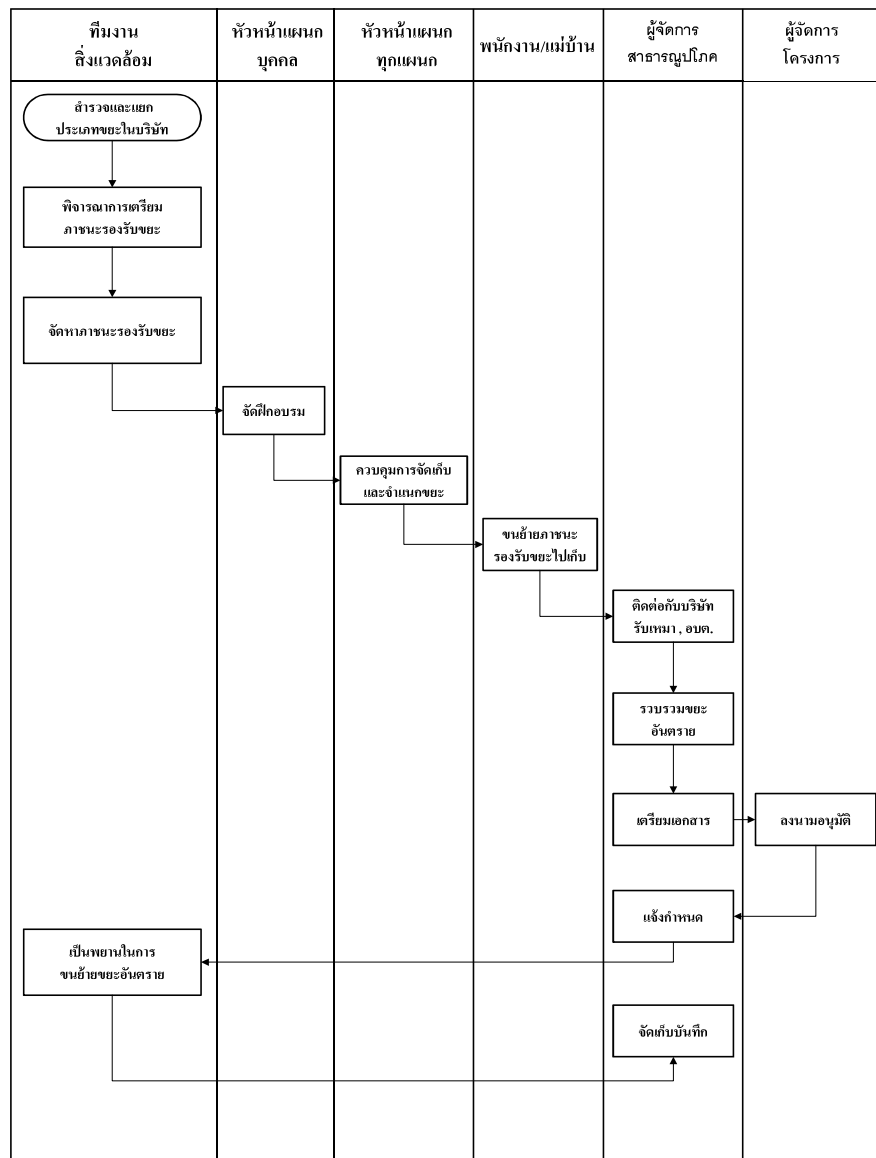 ทีมงาน
สิ่งแวดล้อม
หัวหน้าแผนก
บุคคล
หัวหน้าแผนก
ทุกแผนก
พนักงาน/แม่บ้าน
ผู้จัดการ
สาธารณูปโภค
ผู้จัดการ
โครงการ
สำรวจและแยก
ประเภทขยะในบริษัท
พิจารณาการเตรียม
ภาชนะรองรับขยะ
จัดหาภาชนะรองรับขยะ
จัดฝึกอบรม
ควบคุมการจัดเก็บ
และจำแนกขยะ
ขนย้ายภาชนะ
รองรับขยะไปเก็บ
ติดต่อกับบริษัท
รับเหมา , อบต.
รวบรวมขยะ
อันตราย
เตรียมเอกสาร
ลงนามอนุมัติ
แจ้งกำหนด
เป็นพยานในการ
ขนย้ายขยะอันตราย
จัดเก็บบันทึก